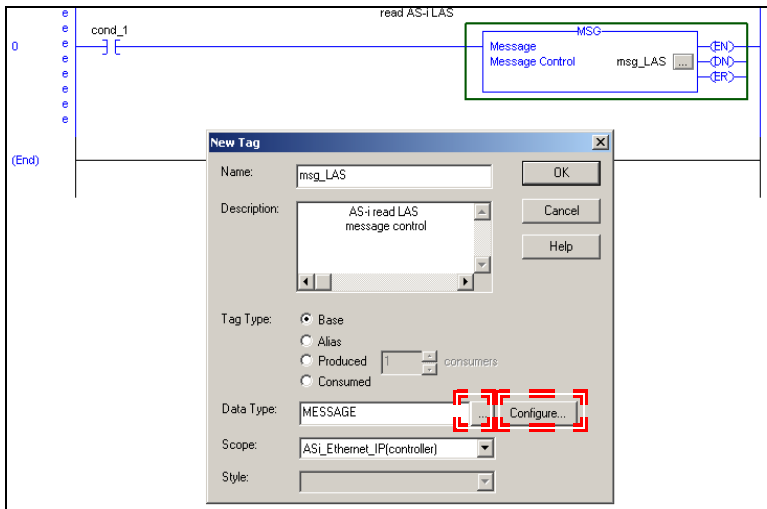 e
read AS-i LAS
e
cond_1
MSG
0
e
Message
EN
e
Message Control
msg_LAS
...
DN
e
ER
e
e
e
(End)
New Tag
Name:
msg_LAS
OK
Description:
AS-i read LAS
message control
Cancel
Help
Tag Type:
Base
Alias
Produced
1
consumers
Consumed
Data Type:
MESSAGE
...
Configure...
Scope:
ASi_Ethernet_IP(controller)
Style: